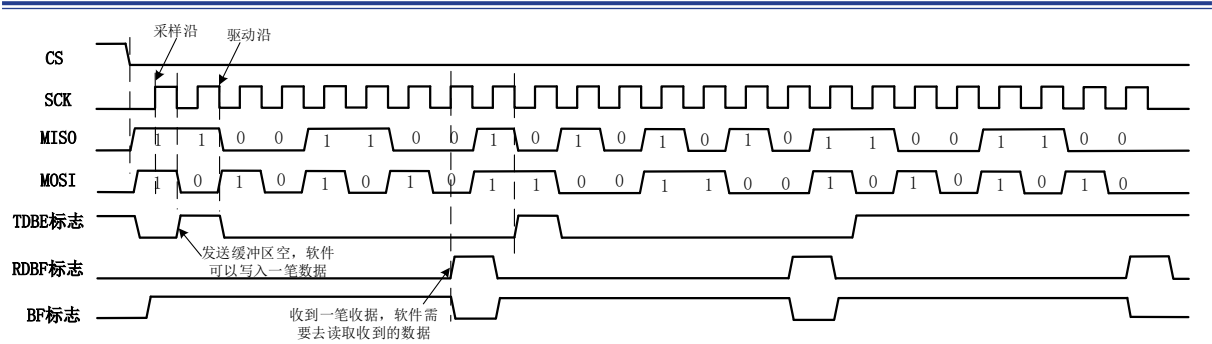 采样沿
驱动沿
CS
SCK
MISO
1 1 0 0 1 1 0 0 1 0 1 0 1 0 1 0 1 1 0 0 1 1 0 0
MOSI
1 0 1 0 1 0 1 0 1 1 0 0 1 1 0 0 1 0 1 0 1 0 1 0
TDBE标志
发送缓冲区空，软件
可以写入一笔数据
RDBF标志
BF标志
收到一笔收据，软件需
要去读取收到的数据